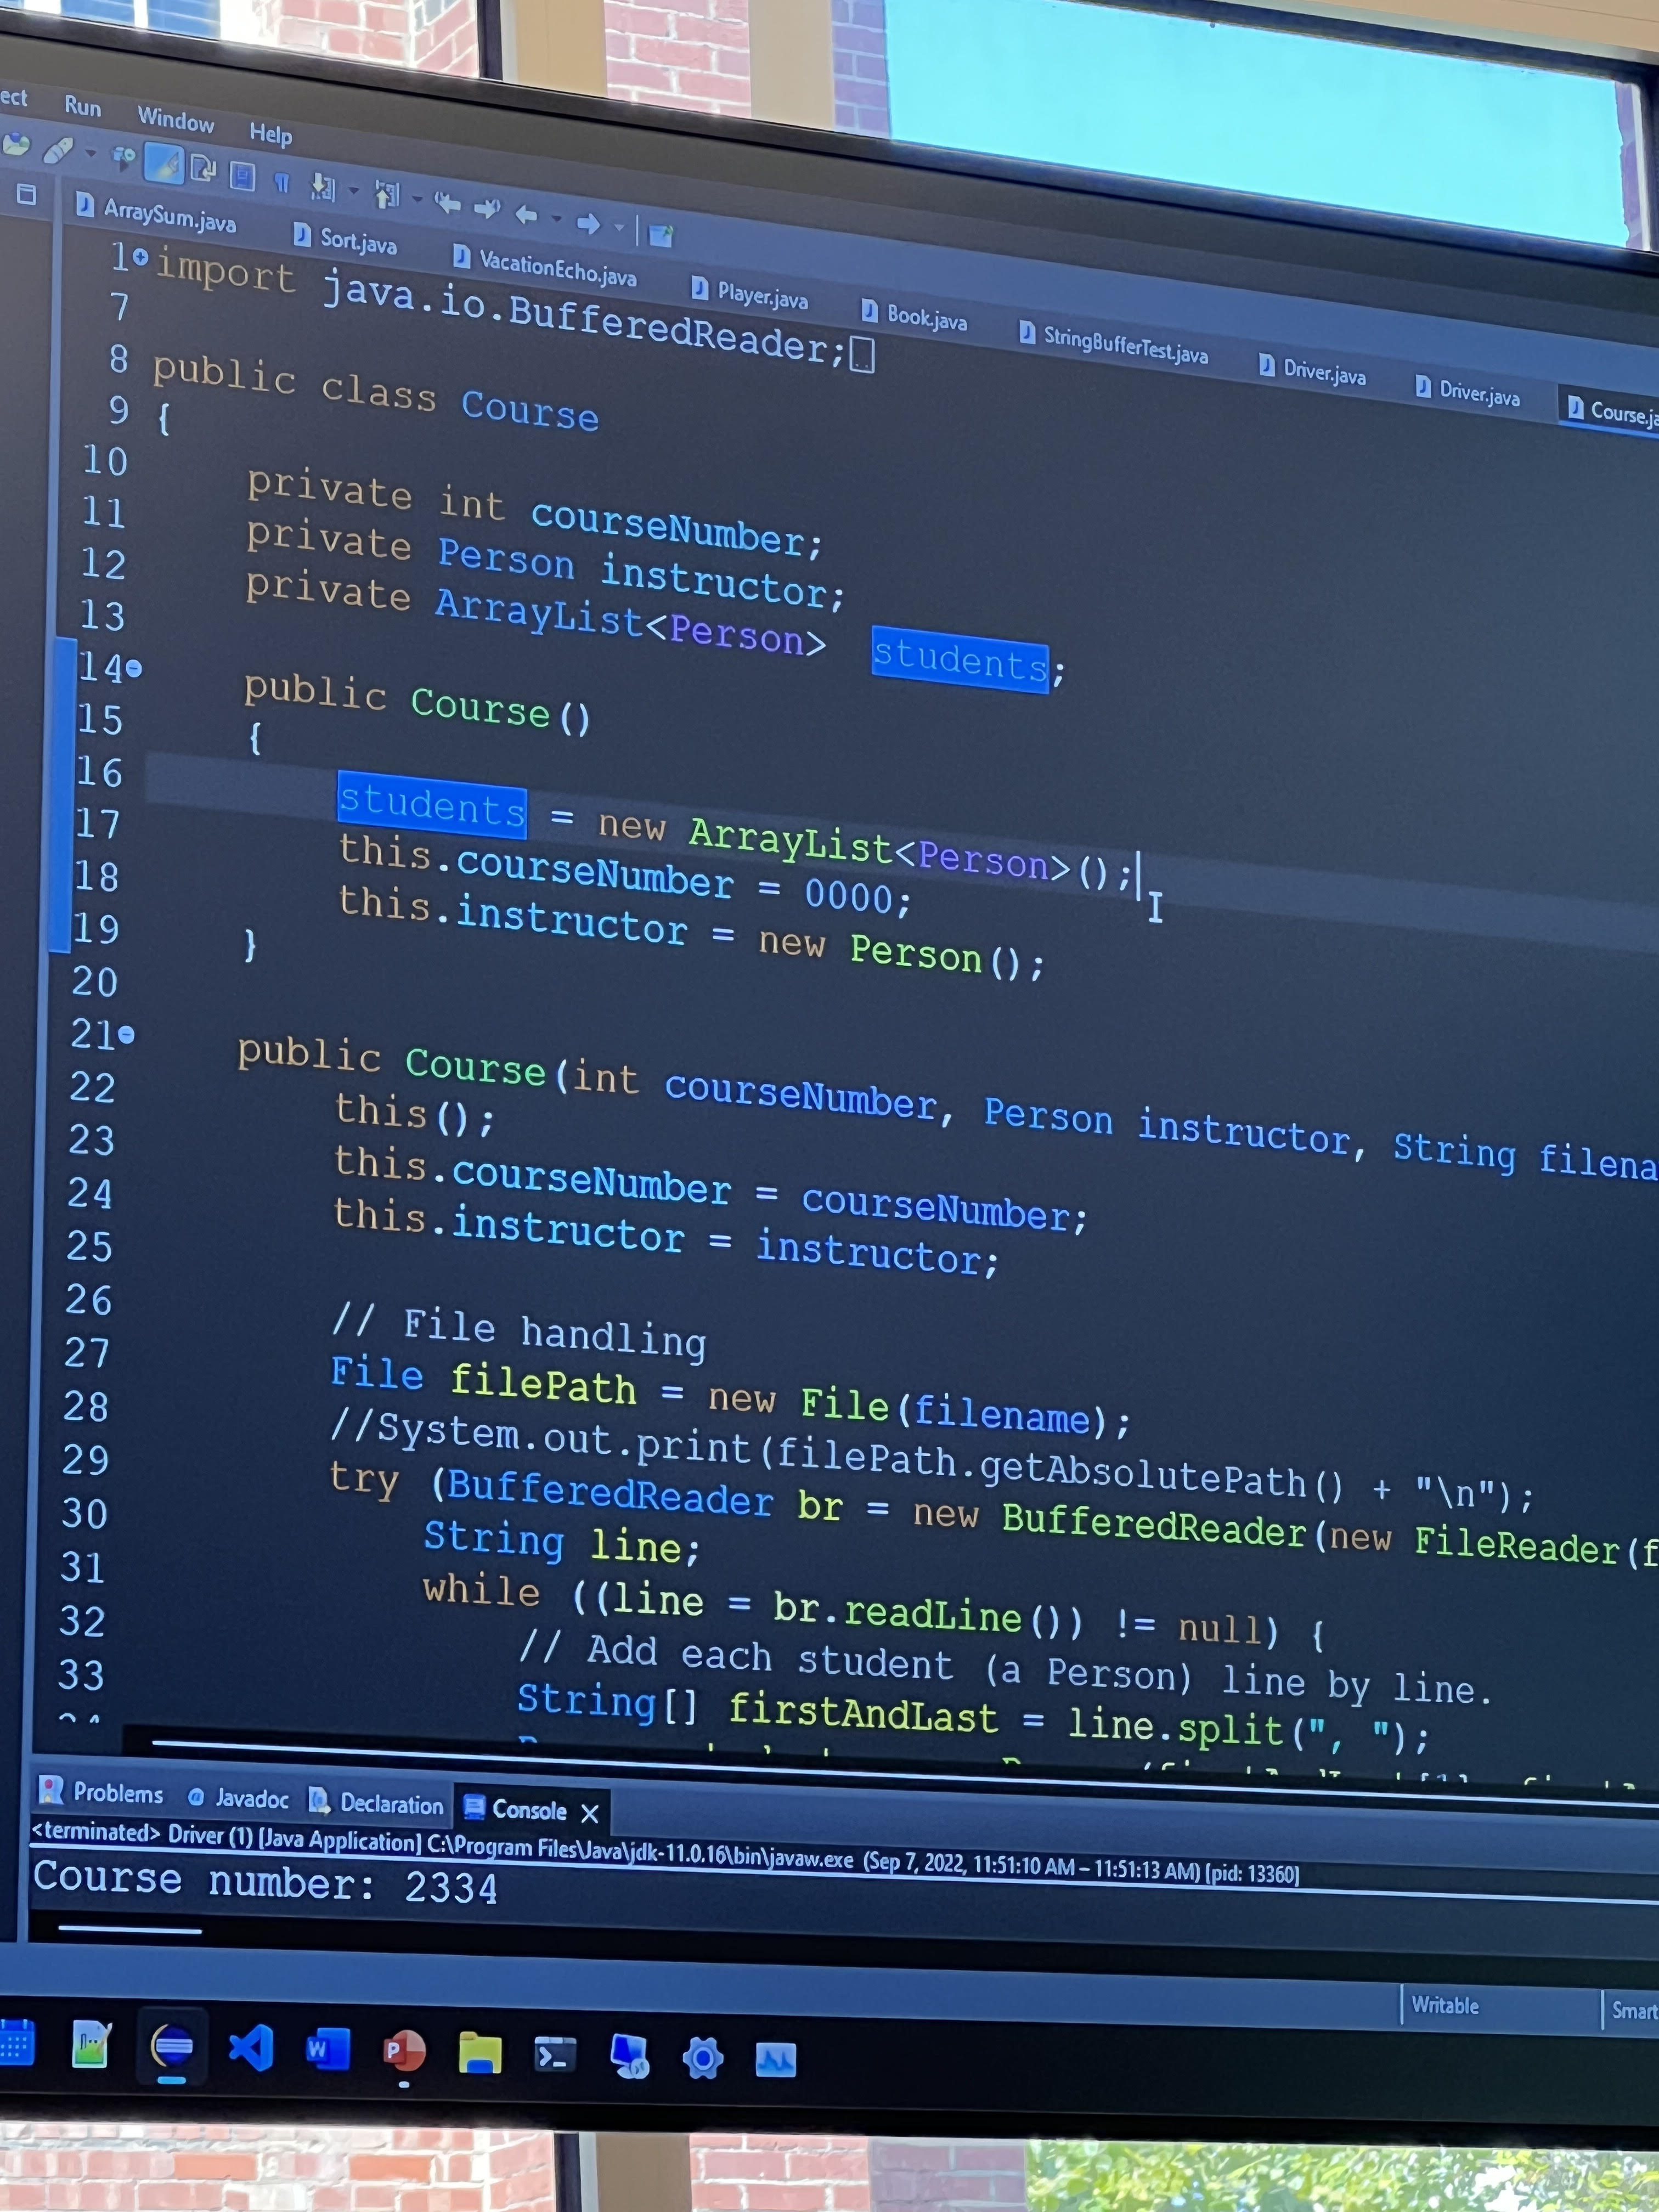 ect Run Window Help
ArraySum.java Sort.java VacationEcho.java Player.java Book.java StringBufferTest.java Driver.java Driver.java Course.ja
1 import java.io.BufferedReader;
7
8 public class Course
9 {
10 private int courseNumber;
11 private Person instructor;
12 private ArrayList<Person> students;
13
14 public Course()
15 {
16 students = new ArrayList<Person>();
17 this.courseNumber = 0000;
18 this.instructor = new Person();
19 }
20
21 public Course(int courseNumber, Person instructor, String filena
22 this();
23 this.courseNumber = courseNumber;
24 this.instructor = instructor;
25
26 // File handling
27 File filePath = new File(filename);
28 //System.out.print(filePath.getAbsolutePath() + "\n");
29 try (BufferedReader br = new BufferedReader(new FileReader(f
30 String line;
31 while ((line = br.readLine()) != null) {
32 // Add each student (a Person) line by line.
33 String[] firstAndLast = line.split(", ");
Problems Javadoc Declaration Console
<terminated> Driver (1) [Java Application] C:\Program Files\Java\jdk-11.0.16\bin\javaw.exe (Sep 7, 2022, 11:51:10 AM – 11:51:13 AM) [pid: 13360]
Course number: 2334
Writable Smart